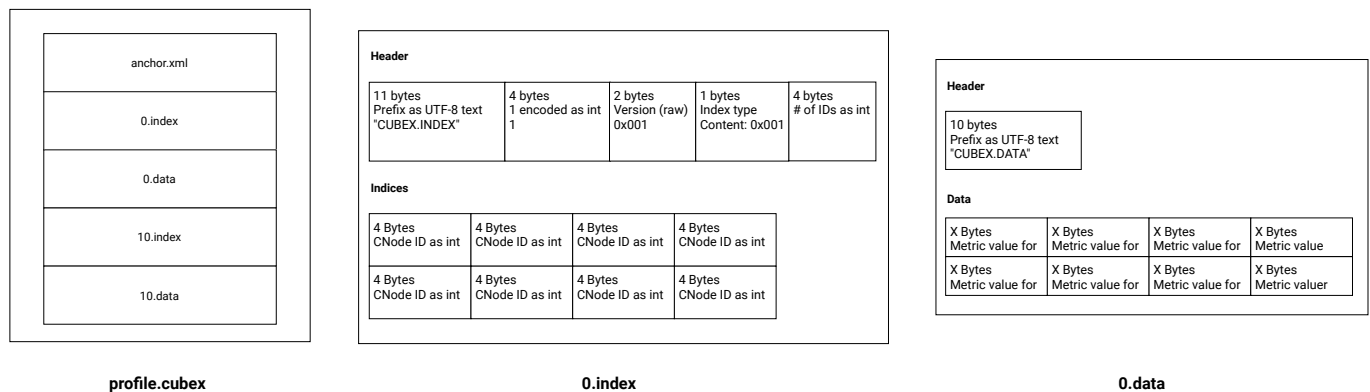 anchor.xml
0.index
0.data
10.index
10.data
profile.cubex
Header
11 bytes
Prefix as UTF-8 text
"CUBEX.INDEX"
4 bytes
1 encoded as int
1
2 bytes
Version (raw)
0x001
1 bytes
Index type
Content: 0x001
4 bytes
# of IDs as int
Indices
4 Bytes
CNode ID as int
4 Bytes
CNode ID as int
4 Bytes
CNode ID as int
4 Bytes
CNode ID as int
4 Bytes
CNode ID as int
4 Bytes
CNode ID as int
4 Bytes
CNode ID as int
4 Bytes
CNode ID as int
0.index
Header
10 bytes
Prefix as UTF-8 text
"CUBEX.DATA"
Data
X Bytes
Metric value for
X Bytes
Metric value for
X Bytes
Metric value for
X Bytes
Metric value
X Bytes
Metric value for
X Bytes
Metric value for
X Bytes
Metric value for
X Bytes
Metric valuer
0.data